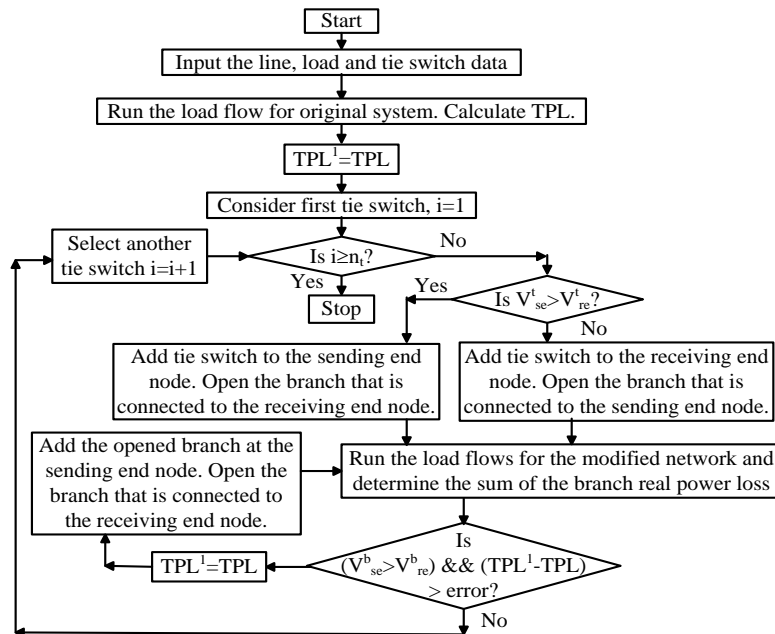 Start
Input the line, load and tie switch data
Run the load flow for original system. Calculate TPL.
TPL¹=TPL
Consider first tie switch, i=1
Select another
tie switch i=i+1
Is i≥nₜ?
No
Yes
Stop
Is Vᵗₛₑ>Vᵗᵣₑ?
Yes
No
Add tie switch to the sending end
node. Open the branch that is
connected to the receiving end node.
Add tie switch to the receiving end
node. Open the branch that is
connected to the sending end node.
Add the opened branch at the
sending end node. Open the
branch that is connected to
the receiving end node.
Run the load flows for the modified network and
determine the sum of the branch real power loss
Is
(Vᵇₛₑ>Vᵇᵣₑ) && (TPL¹-TPL)
> error?
TPL¹=TPL
No